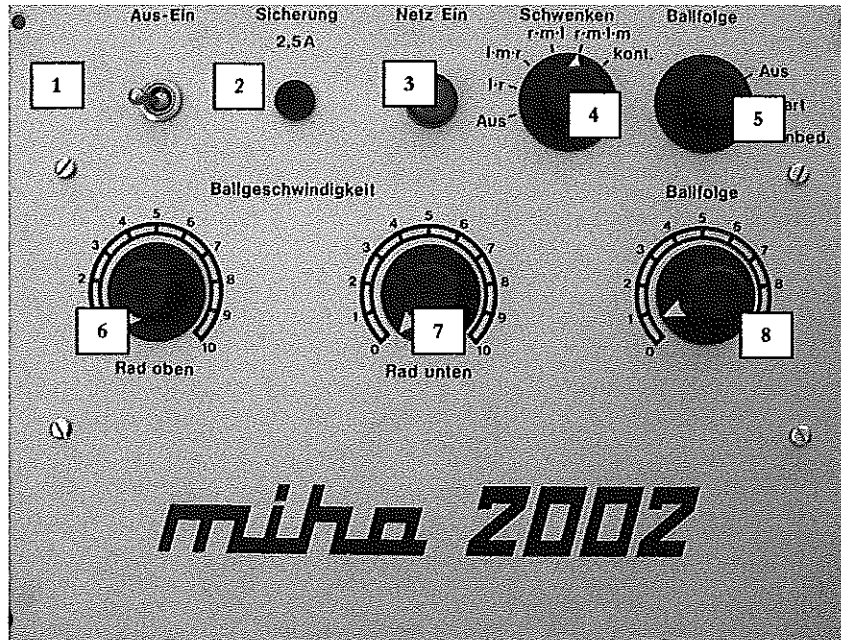 Aus-Ein Sicherung Netz Ein Schwenken Ballfolge
2,5A r·m·l r·m·l·m
l·m·r kont.
1 2 3 l·r 4 Aus
Aus 5
Ballgeschwindigkeit Ballfolge
2 3 4 5 6 7 8 9 10
0 1 2 3 4 5 6 7 8 9 10
0 1 2 3 4 5 6 7 8
6 7 8
Rad oben Rad unten
miha 2002